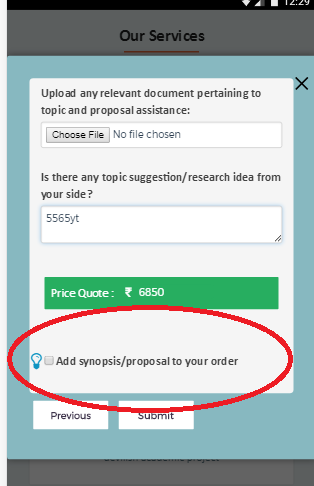 12:29
Our Services
Upload any relevant document pertaining to
topic and proposal assistance:
Choose File No file chosen
Is there any topic suggestion/research idea from
your side?
5565yt
Price Quote : ₹ 6850
Add synopsis/proposal to your order
Previous Submit